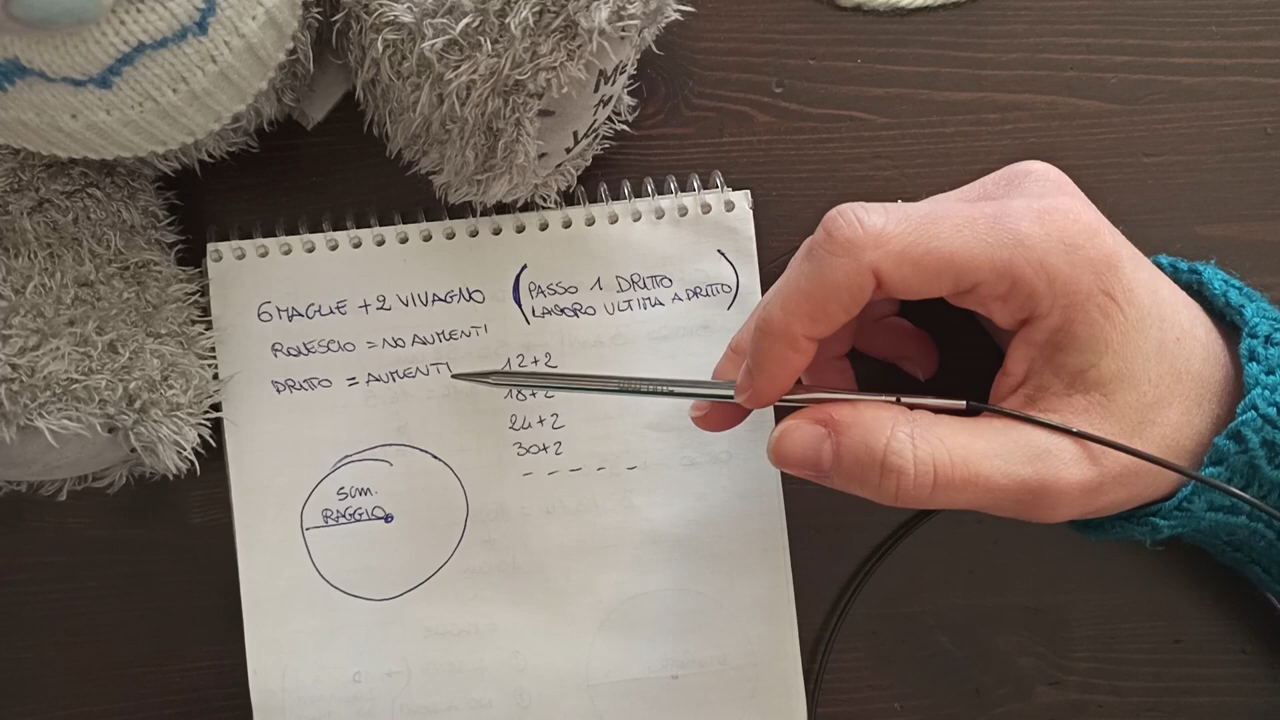 6 MAGLIE + 2 VIVAGNO
(PASSO 1 DRITTO
LAVORO ULTIMA A DRITTO)
ROVESCIO = NO AUMENTI
DRITTO = AUMENTI
12+2
18+2
24+2
30+2
- - - - -
5cm.
RAGGIO